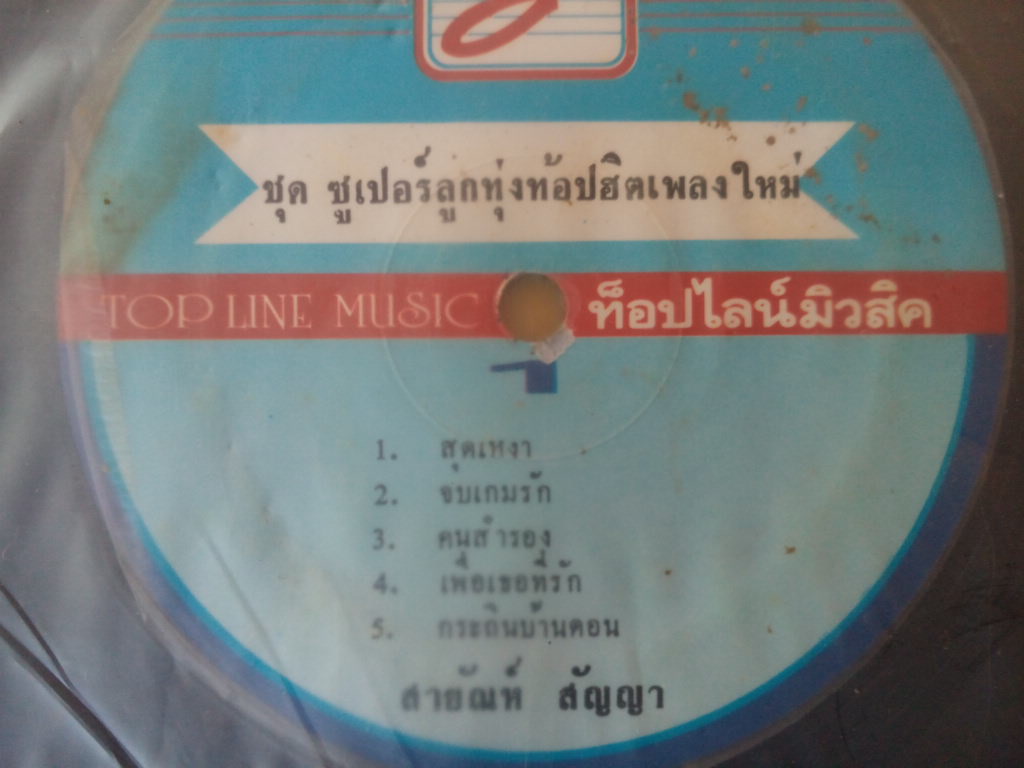 ชุด ซูเปอร์ลูกทุ่งท้อปฮิตเพลงใหม่
TOP LINE MUSIC ท็อปไลน์มิวสิค
1
1. สุดเหงา
2. จบเกมรัก
3. คนสำรอง
4. เพื่อเธอที่รัก
5. กระถินบ้านดอน
สายัณห์ สัญญา